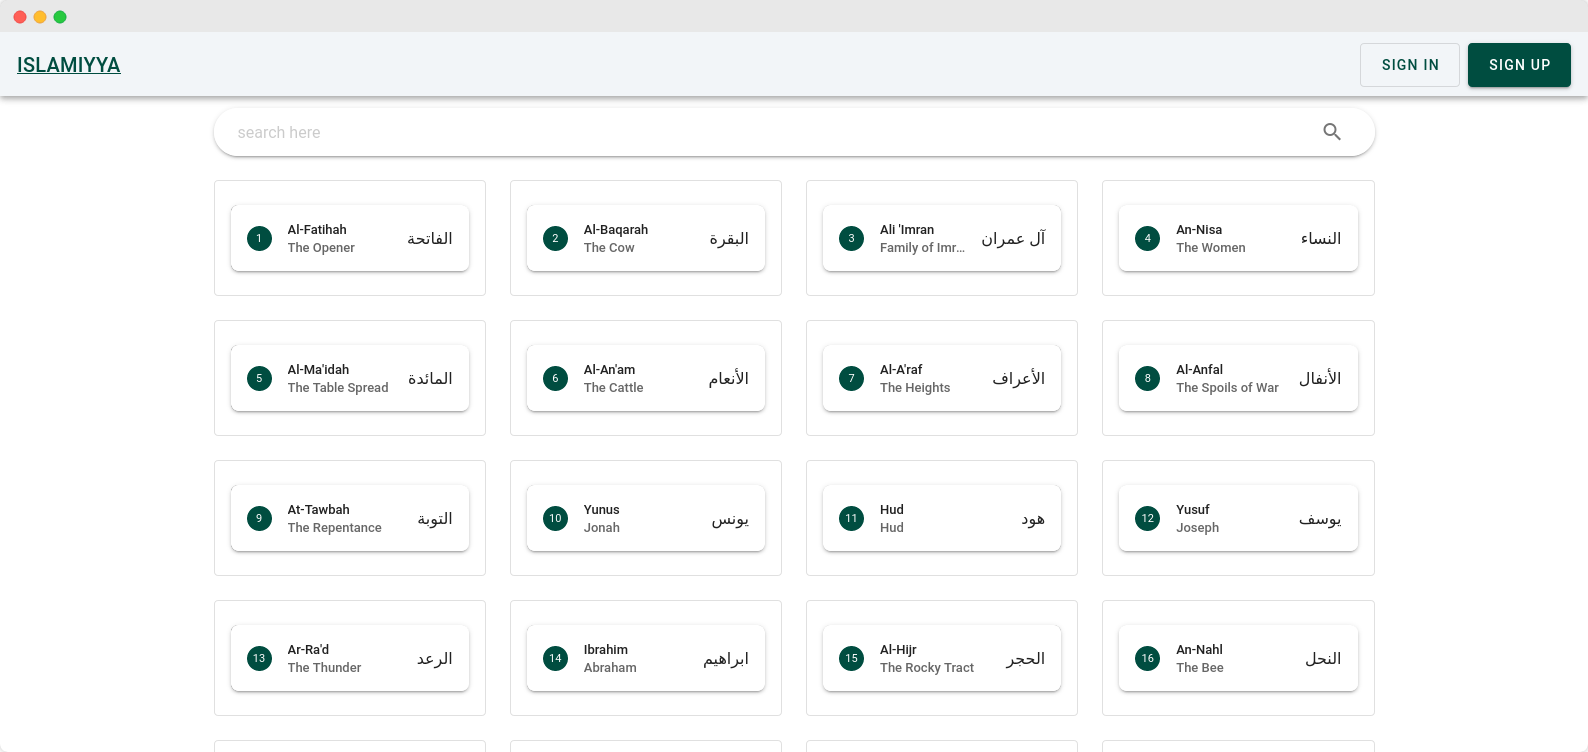 ISLAMIYYA
SIGN IN
SIGN UP
search here
1
Al-Fatihah
The Opener
الفاتحة
2
Al-Baqarah
The Cow
البقرة
3
Ali 'Imran
Family of Imr...
آل عمران
4
An-Nisa
The Women
النساء
5
Al-Ma'idah
The Table Spread
المائدة
6
Al-An'am
The Cattle
الأنعام
7
Al-A'raf
The Heights
الأعراف
8
Al-Anfal
The Spoils of War
الأنفال
9
At-Tawbah
The Repentance
التوبة
10
Yunus
Jonah
يونس
11
Hud
Hud
هود
12
Yusuf
Joseph
يوسف
13
Ar-Ra'd
The Thunder
الرعد
14
Ibrahim
Abraham
ابراهيم
15
Al-Hijr
The Rocky Tract
الحجر
16
An-Nahl
The Bee
النحل